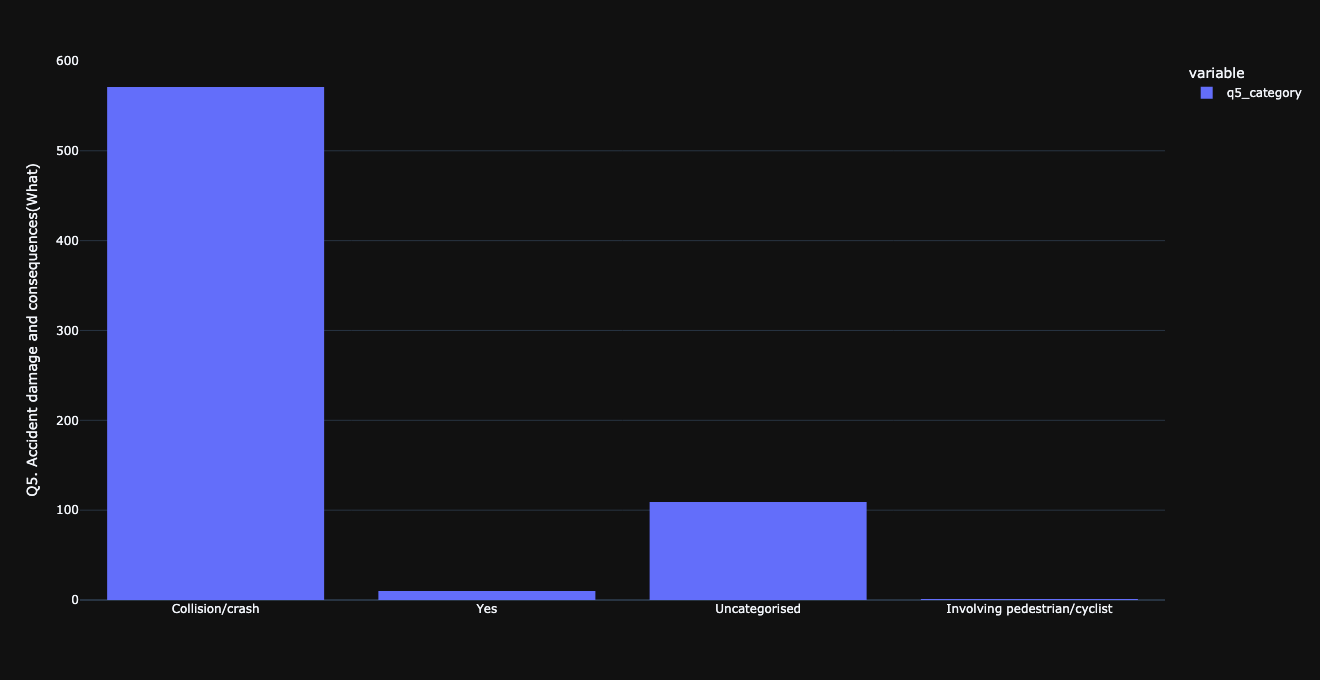 variable
q5_category
Q5. Accident damage and consequences(What)
600
500
400
300
200
100
0
Collision/crash
Yes
Uncategorised
Involving pedestrian/cyclist